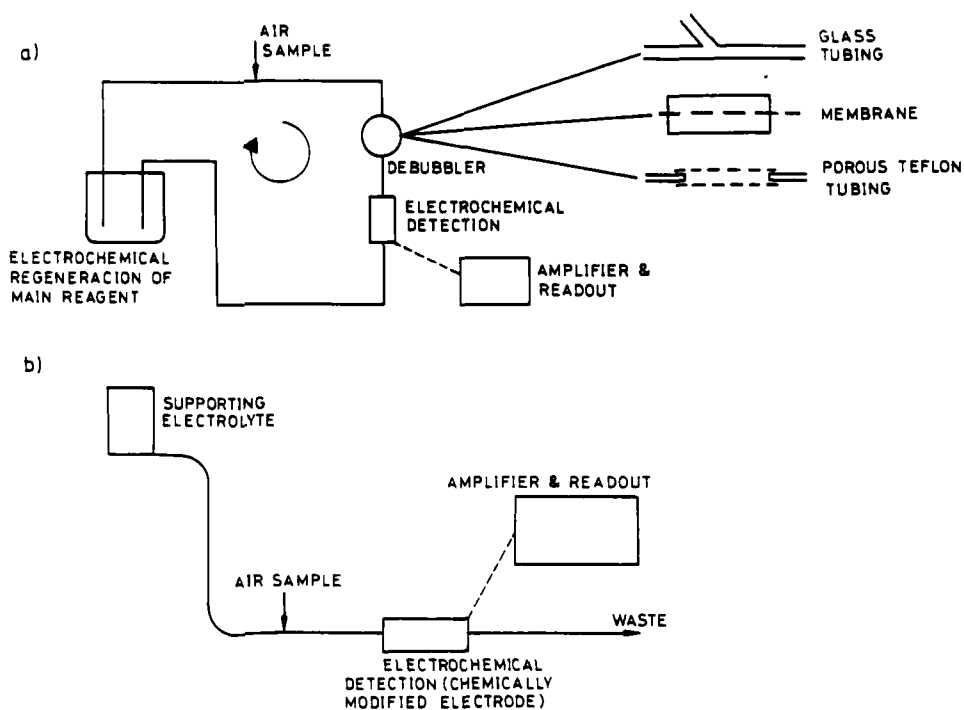 a)
AIR
SAMPLE
GLASS
TUBING
MEMBRANE
DEBUBBLER
POROUS TEFLON
TUBING
ELECTROCHEMICAL
DETECTION
ELECTROCHEMICAL
REGENERACION OF
MAIN REAGENT
AMPLIFIER &
READOUT
b)
SUPPORTING
ELECTROLYTE
AMPLIFIER & READOUT
AIR SAMPLE
WASTE
ELECTROCHEMICAL
DETECTION (CHEMICALLY
MODIFIED ELECTRODE)